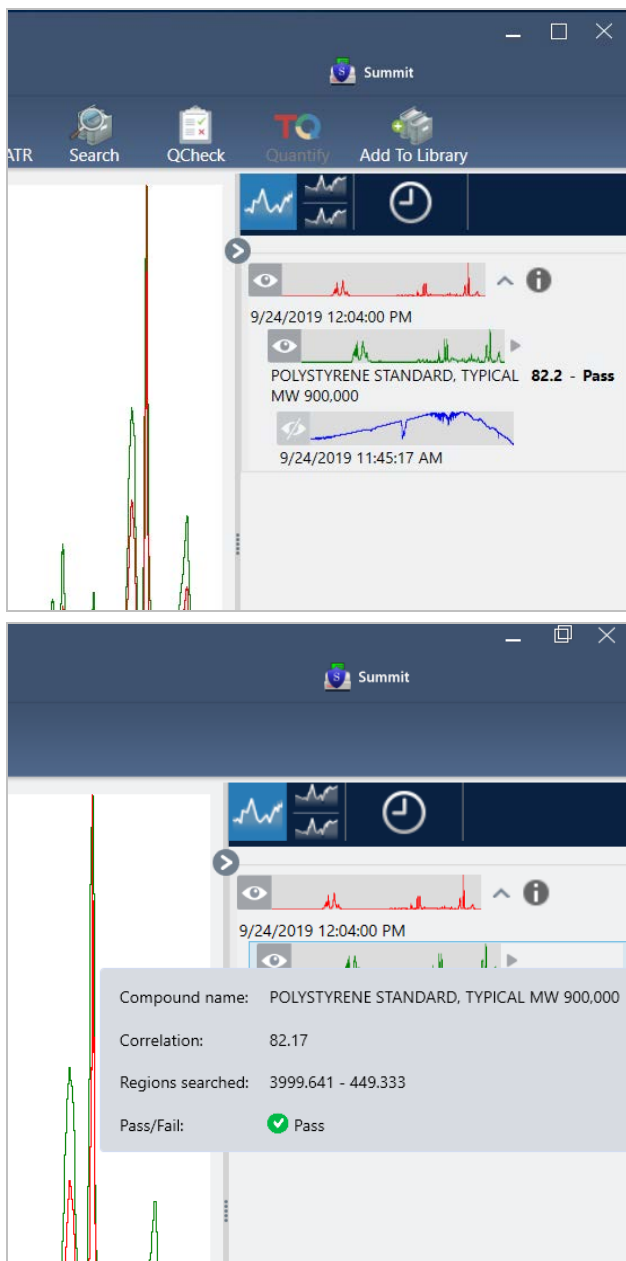 Summit
ATR Search QCheck Quantify Add To Library
9/24/2019 12:04:00 PM
POLYSTYRENE STANDARD, TYPICAL 82.2 - Pass
MW 900,000
9/24/2019 11:45:17 AM
Summit
9/24/2019 12:04:00 PM
Compound name: POLYSTYRENE STANDARD, TYPICAL MW 900,000
Correlation: 82.17
Regions searched: 3999.641 - 449.333
Pass/Fail: Pass